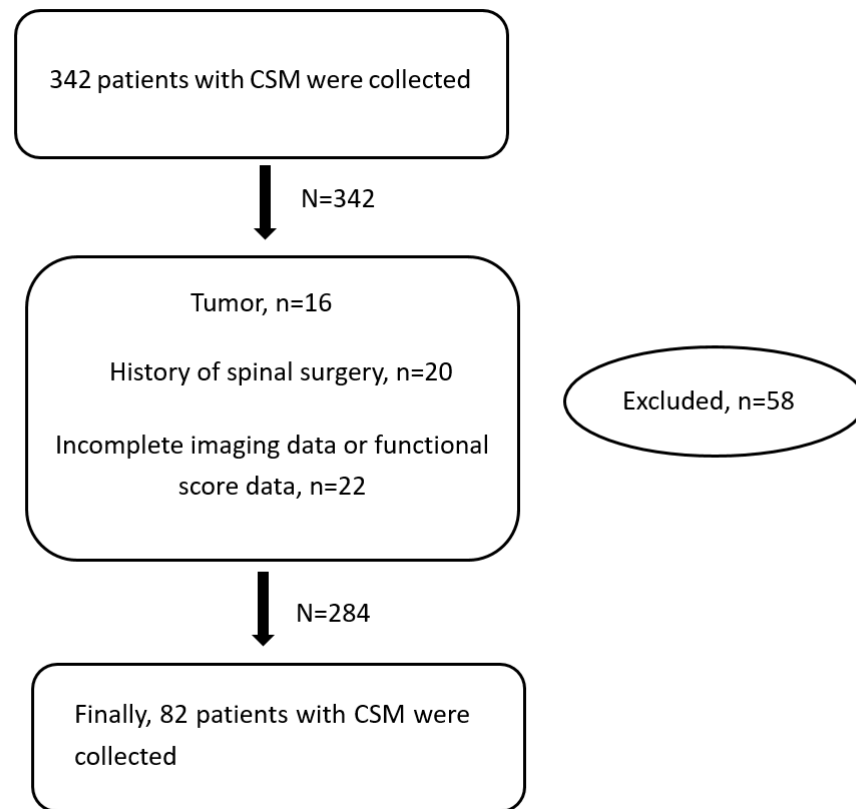 342 patients with CSM were collected
N=342
Tumor, n=16
History of spinal surgery, n=20
Incomplete imaging data or functional
score data, n=22
Excluded, n=58
N=284
Finally, 82 patients with CSM were
collected